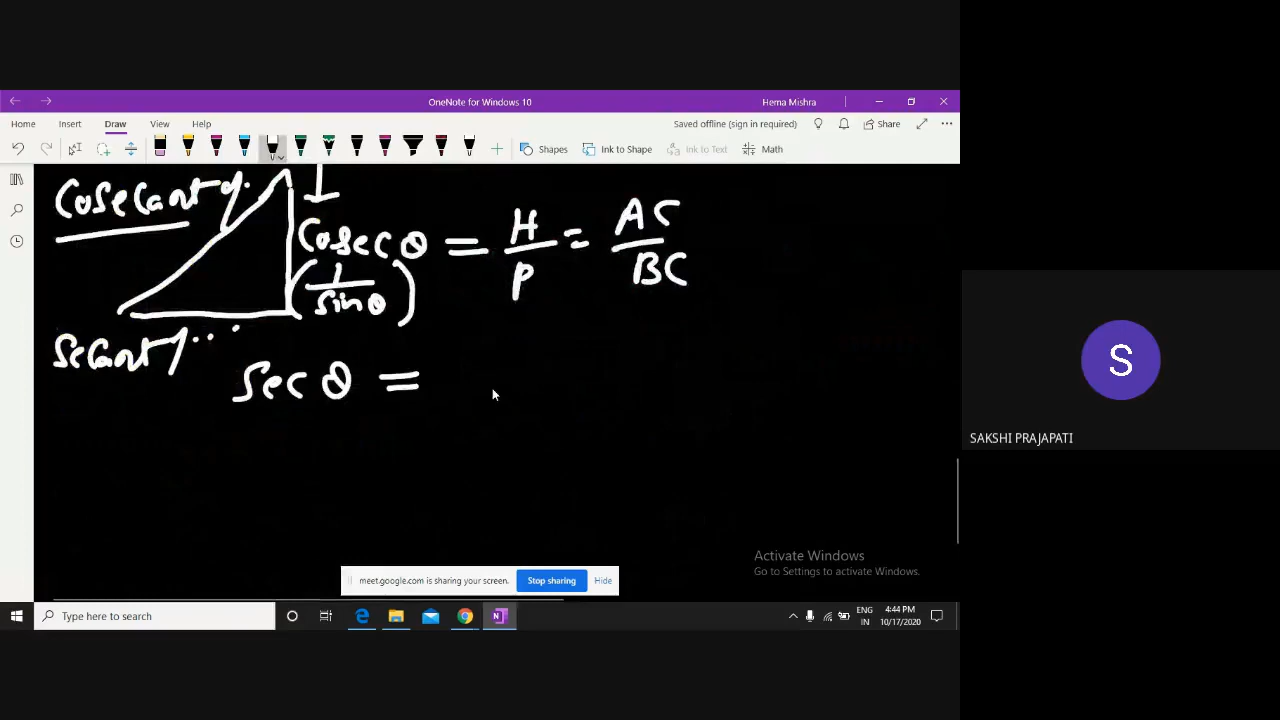 OneNote for Windows 10
Hema Mishra
Home Insert Draw View Help
Saved offline (sign in required)
Share
Shapes
Ink to Shape
Ink to Text
Math
Cosecant of
Cosec θ = H/P = AC/BC
(1/sin θ)
Secant of ...
Sec θ =
S
SAKSHI PRAJAPATI
Activate Windows
Go to Settings to activate Windows.
meet.google.com is sharing your screen.
Stop sharing
Hide
Type here to search
ENG
IN
4:44 PM
10/17/2020